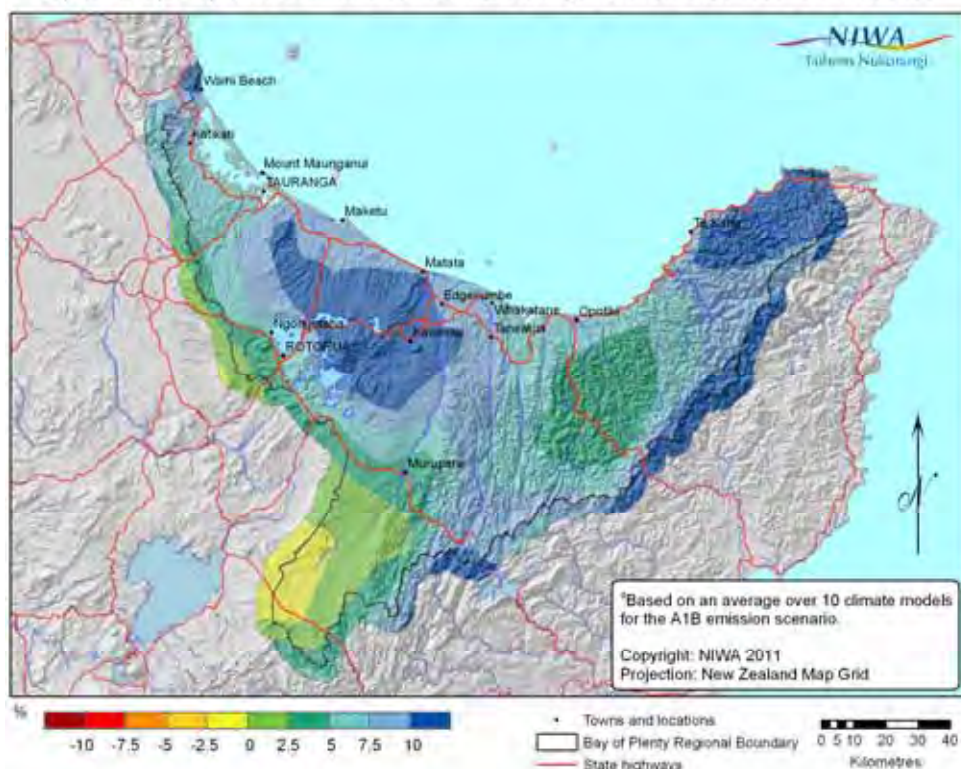 NIWA
Taihoro Nukurangi
Waihi Beach
Katikati
Mount Maunganui
TAURANGA
Maketu
Te Kaha
Matata
Edgecumbe
Whakatane
Opotiki
Taneatua
Kawerau
Ngongotaha
ROTORUA
Murupara
N
*Based on an average over 10 climate models
for the A1B emission scenario.
Copyright: NIWA 2011
Projection: New Zealand Map Grid
%
-10 -7.5 -5 -2.5 0 2.5 5 7.5 10
Towns and locations
Bay of Plenty Regional Boundary
State highways
0 5 10 20 30 40
Kilometres